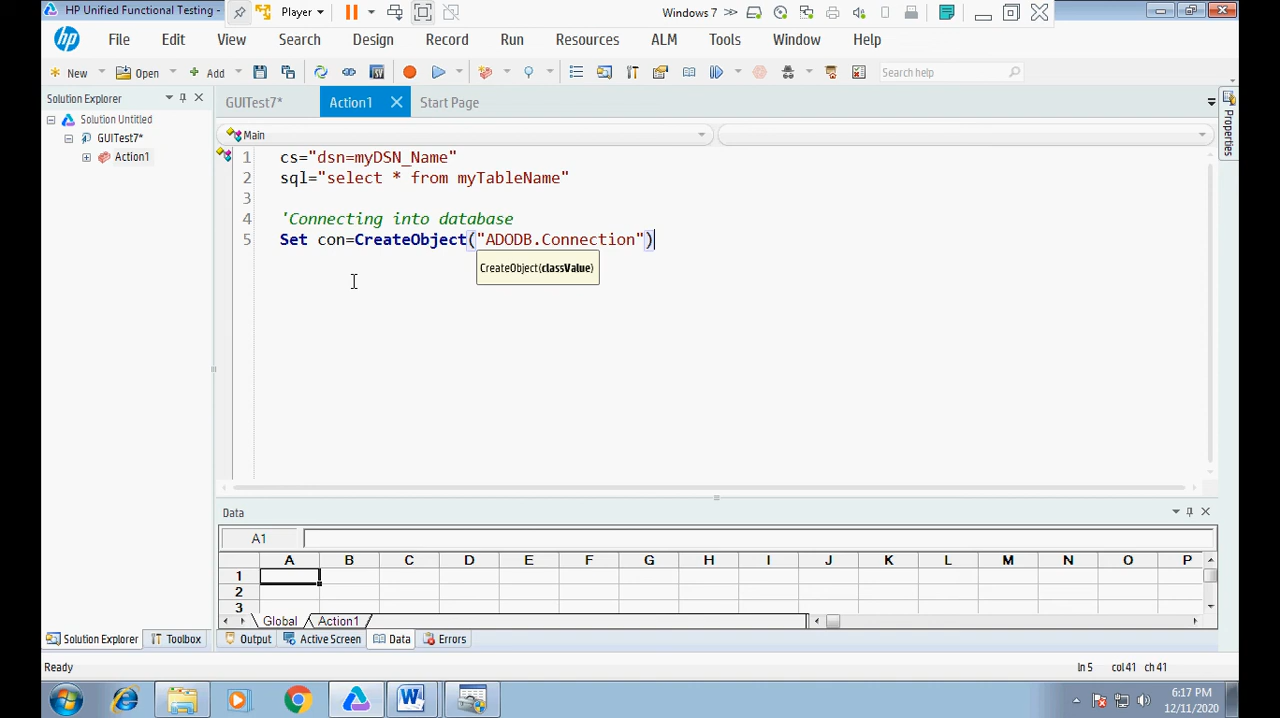 HP Unified Functional Testing -
Player
Windows 7
hp
File Edit View Search Design Record Run Resources ALM Tools Window Help
New Open Add Search help
Solution Explorer
GUITest7* Action1 Start Page
Properties
Solution Untitled
GUITest7*
Action1
Main
1 cs="dsn=myDSN_Name"
2 sql="select * from myTableName"
3
4 'Connecting into database
5 Set con=CreateObject("ADODB.Connection")
CreateObject(classValue)
Data
A1
A B C D E F G H I J K L M N O P
1
2
3
Global Action1
Solution Explorer Toolbox Output Active Screen Data Errors
Ready ln 5 col 41 ch 41
6:17 PM
12/11/2020